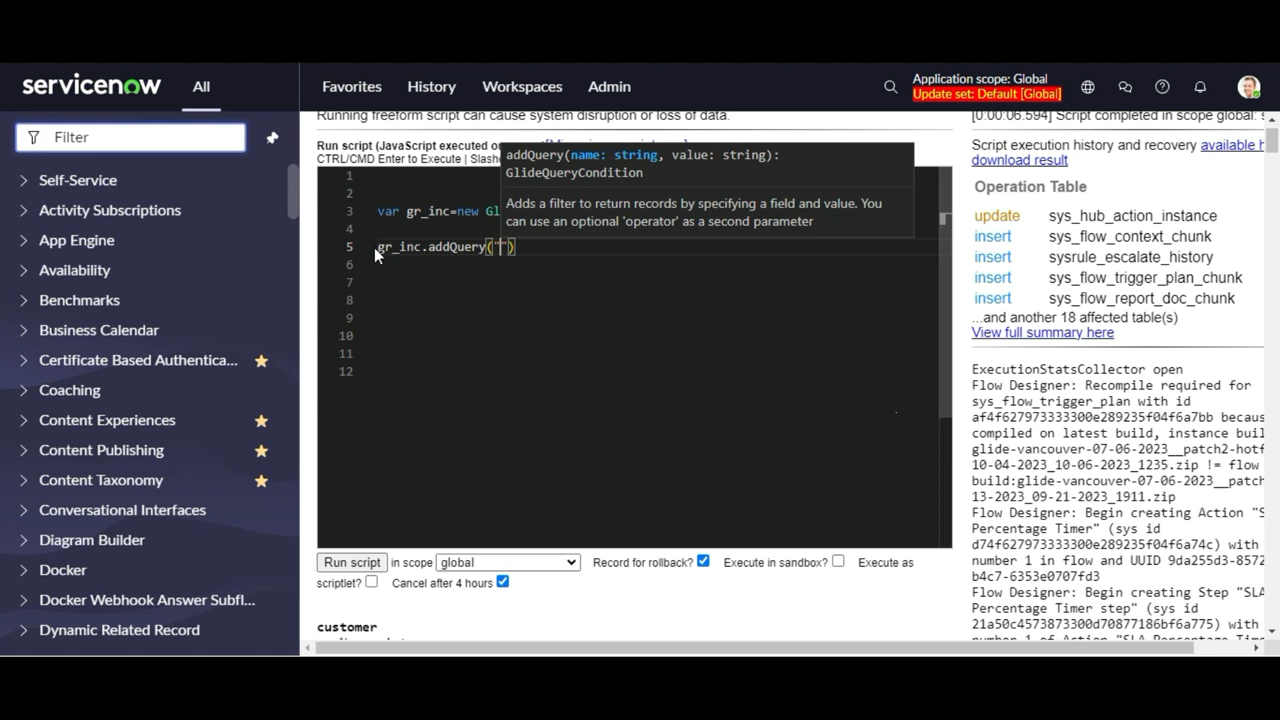 servicenow
All
Favorites
History
Workspaces
Admin
Application scope: Global
Update set: Default [Global]
Filter
Self-Service
Activity Subscriptions
App Engine
Availability
Benchmarks
Business Calendar
Certificate Based Authentica...
Coaching
Content Experiences
Content Publishing
Content Taxonomy
Conversational Interfaces
Diagram Builder
Docker
Docker Webhook Answer Subfl...
Dynamic Related Record
Running freeform script can cause system disruption or loss of data.
Run script (JavaScript executed on
CTRL/CMD Enter to Execute | Slash
addQuery(name: string, value: string):
GlideQueryCondition
Adds a filter to return records by specifying a field and value. You
can use an optional 'operator' as a second parameter
1
2
3 var gr_inc=new Gl
4
5 gr_inc.addQuery("")
6
7
8
9
10
11
12
Run script in scope global Record for rollback? Execute in sandbox? Execute as
scriptlet? Cancel after 4 hours
customer
[0:00:06.594] Script completed in scope global: s
Script execution history and recovery available h
download result
Operation Table
update sys_hub_action_instance
insert sys_flow_context_chunk
insert sysrule_escalate_history
insert sys_flow_trigger_plan_chunk
insert sys_flow_report_doc_chunk
...and another 18 affected table(s)
View full summary here
ExecutionStatsCollector open
Flow Designer: Recompile required for
sys_flow_trigger_plan with id
af4f627973333300e289235f04f6a7bb becaus
compiled on latest build, instance buil
glide-vancouver-07-06-2023__patch2-hotf
10-04-2023_10-06-2023_1235.zip != flow
build:glide-vancouver-07-06-2023__patch
13-2023_09-21-2023_1911.zip
Flow Designer: Begin creating Action "S
Percentage Timer" (sys id
d74f627973333300e289235f04f6a74c) with
number 1 in flow and UUID 9da255d3-8572
b4c7-6353e0707fd3
Flow Designer: Begin creating Step "SLA
Percentage Timer step" (sys id
21a50c4573873300d70877186bf6a775) with
number 1 of Action "SLA Percentage Time